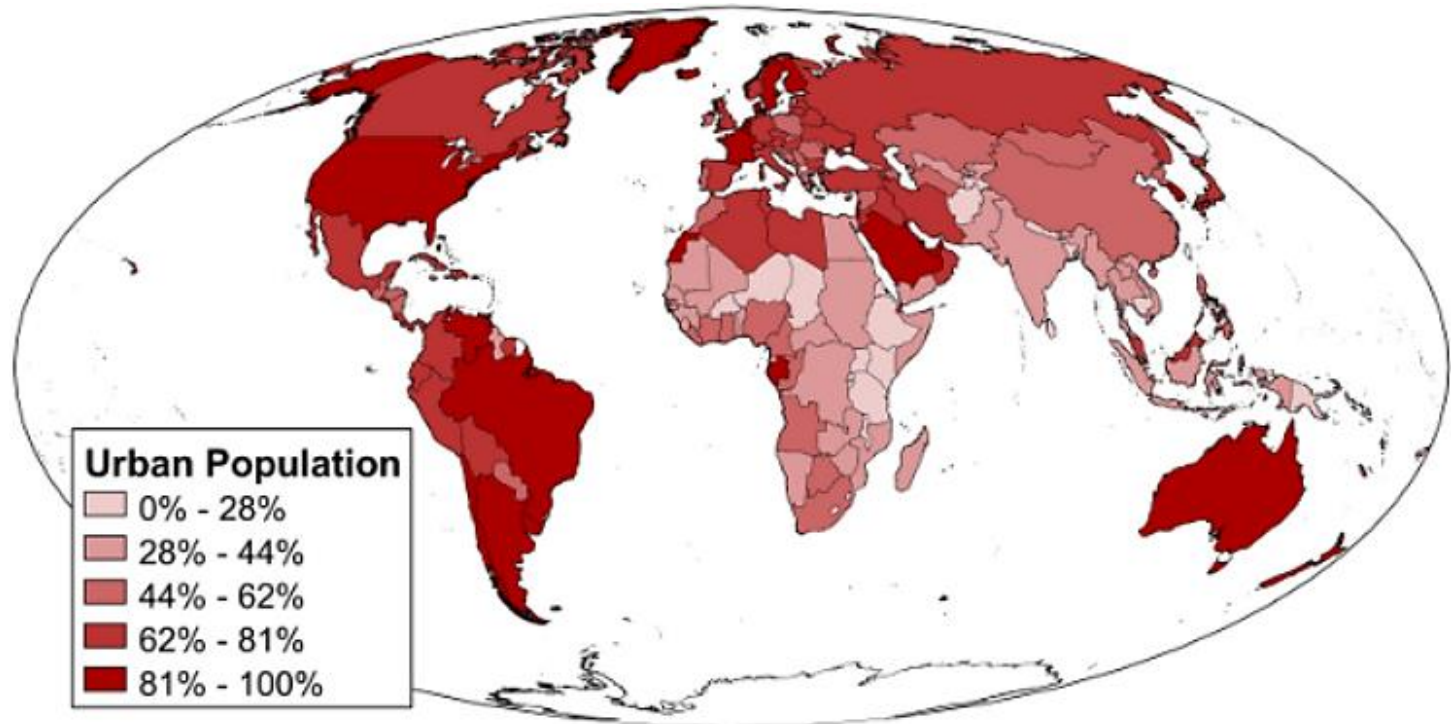 Urban Population
0% - 28%
28% - 44%
44% - 62%
62% - 81%
81% - 100%